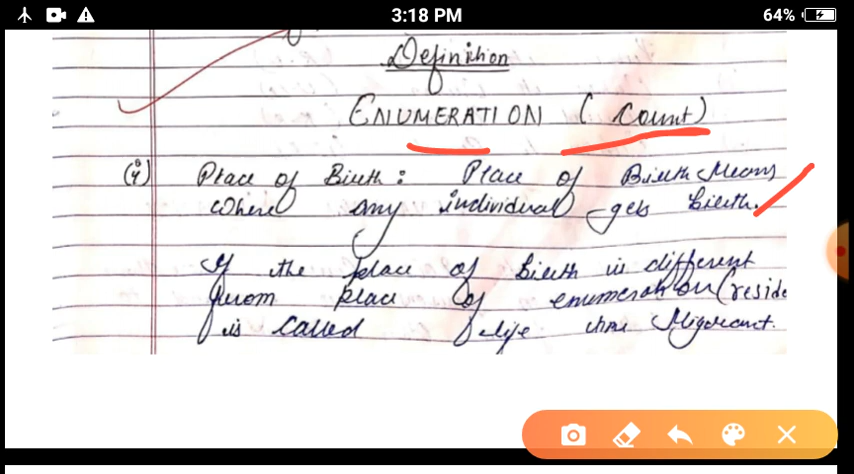 3:18 PM
64%
Definition
ENUMERATION (Count)
(i) Place of Birth: Place of Birth Means
where any individual gets birth.
If the place of birth is different
from place of enumeration (reside
is called life time Migrant.